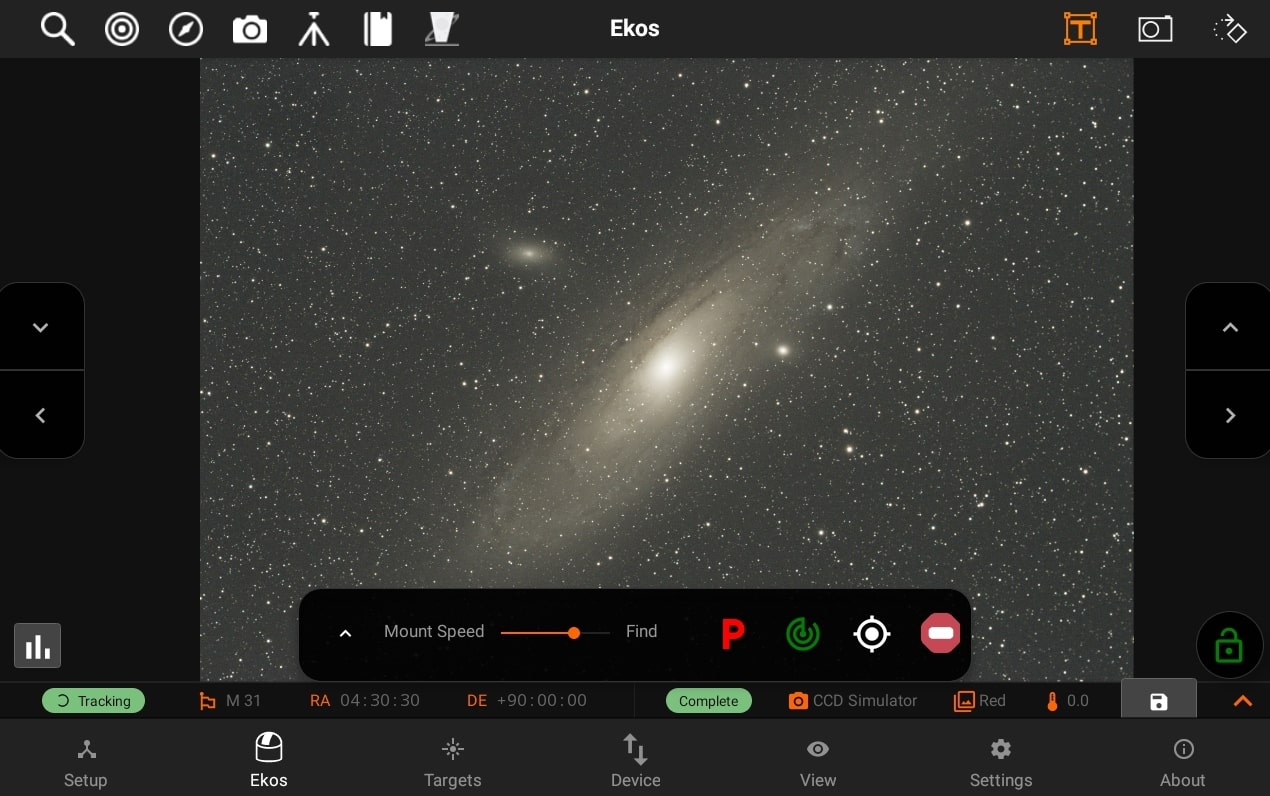 Ekos
T
Mount Speed
Find
P
Tracking
M 31
RA 04:30:30
DE +90:00:00
Complete
CCD Simulator
Red
0.0
Setup
Ekos
Targets
Device
View
Settings
About